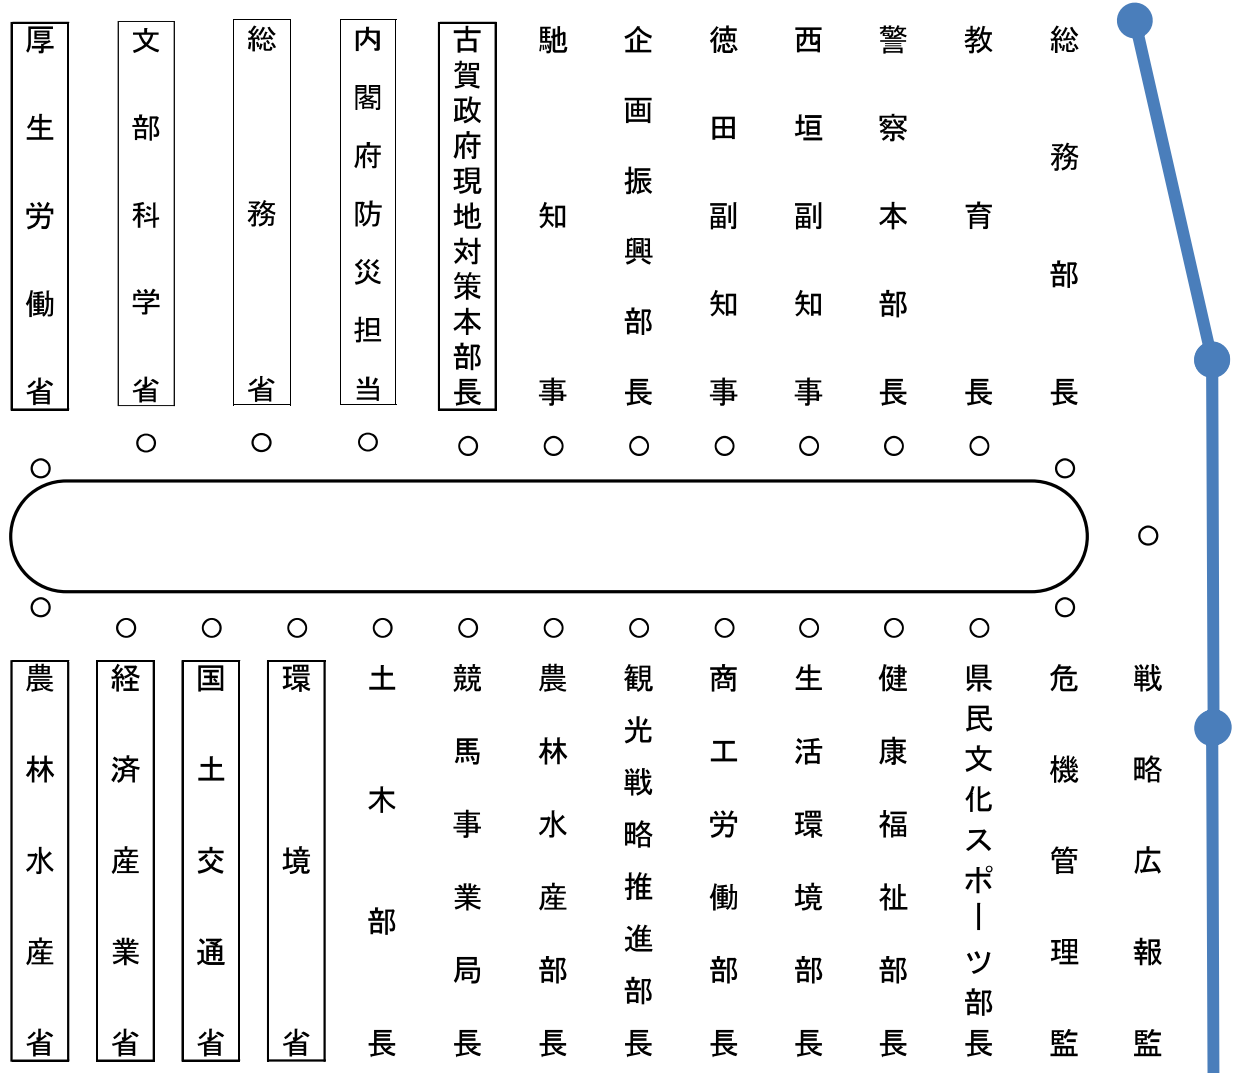 総務部長
教育長
警察本部長
西垣副知事
徳田副知事
企画振興部長
馳知事
古賀政府現地対策本部長
内閣府防災担当
総務省
文部科学省
厚生労働省
戦略広報監
危機管理監
県民文化スポーツ部長
健康福祉部長
生活環境部長
商工労働部長
観光戦略推進部長
農林水産部長
競馬事業局長
土木部長
環境省
国土交通省
経済産業省
農林水産省